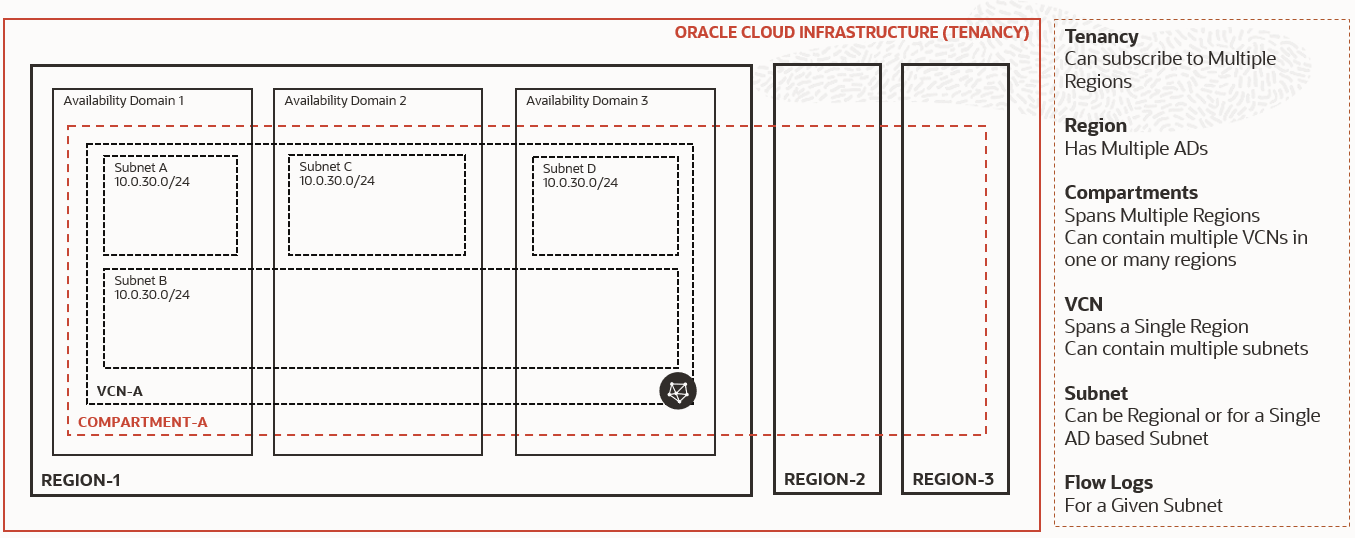 ORACLE CLOUD INFRASTRUCTURE (TENANCY)
Availability Domain 1
Availability Domain 2
Availability Domain 3
Subnet A
10.0.30.0/24
Subnet C
10.0.30.0/24
Subnet D
10.0.30.0/24
Subnet B
10.0.30.0/24
VCN-A
COMPARTMENT-A
REGION-1
REGION-2
REGION-3
Tenancy
Can subscribe to Multiple
Regions
Region
Has Multiple ADs
Compartments
Spans Multiple Regions
Can contain multiple VCNs in
one or many regions
VCN
Spans a Single Region
Can contain multiple subnets
Subnet
Can be Regional or for a Single
AD based Subnet
Flow Logs
For a Given Subnet